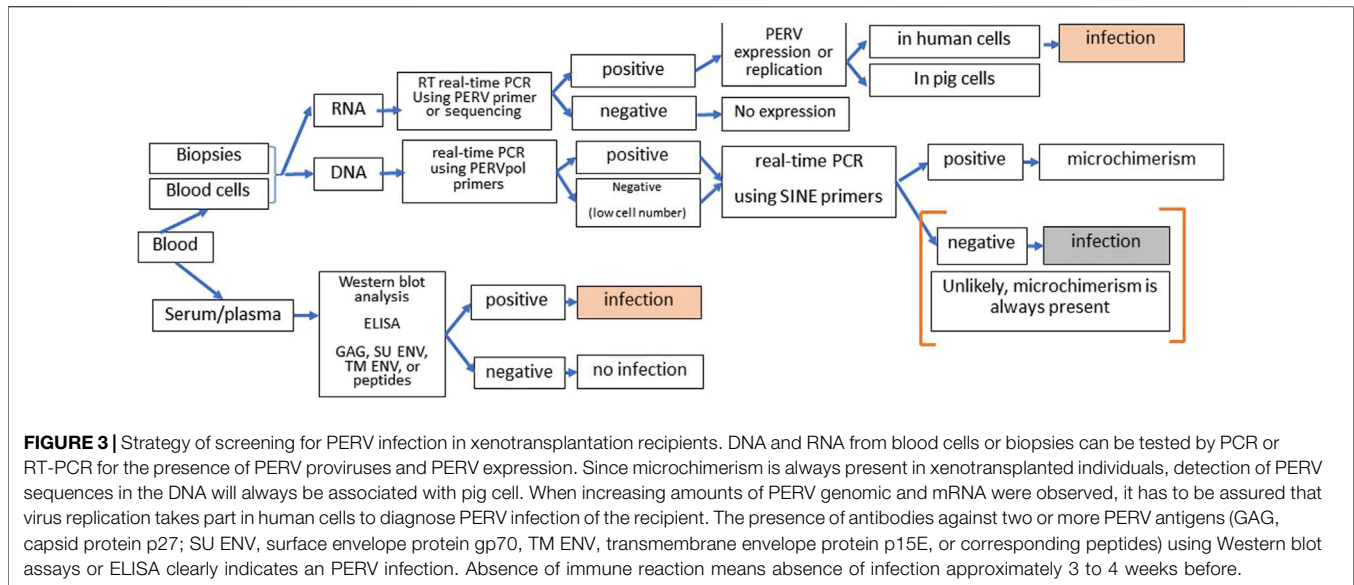 PERV
expression or
replication
in human cells
infection
In pig cells
RT real-time PCR
Using PERV primer
or sequencing
positive
negative
No expression
RNA
Biopsies
Blood cells
DNA
real-time PCR
using PERVpol
primers
positive
Negative
(low cell number)
real-time PCR
using SINE primers
positive
microchimerism
negative
infection
Unlikely, microchimerism is
always present
Blood
Serum/plasma
Western blot
analysis
ELISA
GAG, SU ENV,
TM ENV, or
peptides
positive
infection
negative
no infection
FIGURE 3 | Strategy of screening for PERV infection in xenotransplantation recipients. DNA and RNA from blood cells or biopsies can be tested by PCR or
RT-PCR for the presence of PERV proviruses and PERV expression. Since microchimerism is always present in xenotransplanted individuals, detection of PERV
sequences in the DNA will always be associated with pig cell. When increasing amounts of PERV genomic and mRNA were observed, it has to be assured that
virus replication takes part in human cells to diagnose PERV infection of the recipient. The presence of antibodies against two or more PERV antigens (GAG,
capsid protein p27; SU ENV, surface envelope protein gp70, TM ENV, transmembrane envelope protein p15E, or corresponding peptides) using Western blot
assays or ELISA clearly indicates an PERV infection. Absence of immune reaction means absence of infection approximately 3 to 4 weeks before.